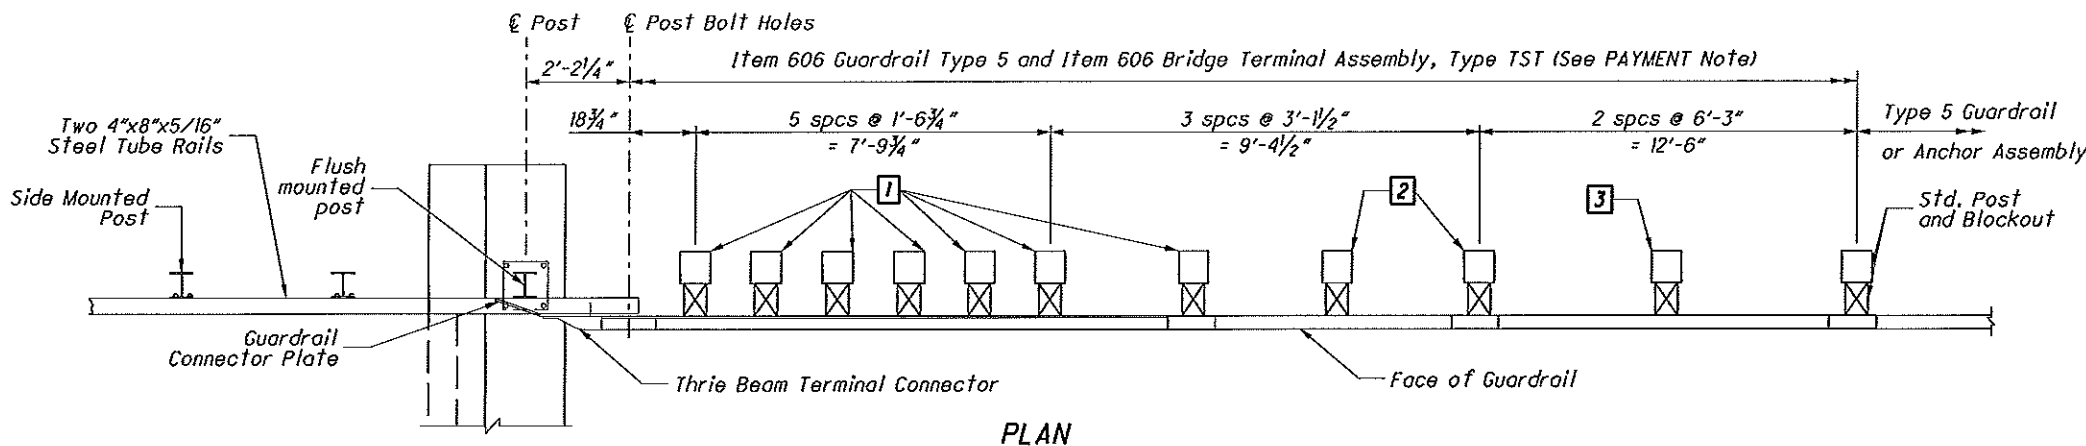 ℄ Post
℄ Post Bolt Holes
2'-2¼"
Item 606 Guardrail Type 5 and Item 606 Bridge Terminal Assembly, Type TST (See PAYMENT Note)
18¾"
5 spcs @ 1'-6¾"
= 7'-9¾"
3 spcs @ 3'-1½"
= 9'-4½"
2 spcs @ 6'-3"
= 12'-6"
Type 5 Guardrail
or Anchor Assembly
Two 4"x8"x5/16"
Steel Tube Rails
Flush
mounted
post
Side Mounted
Post
1
2
3
Std. Post
and Blockout
Guardrail
Connector Plate
Thrie Beam Terminal Connector
Face of Guardrail
PLAN